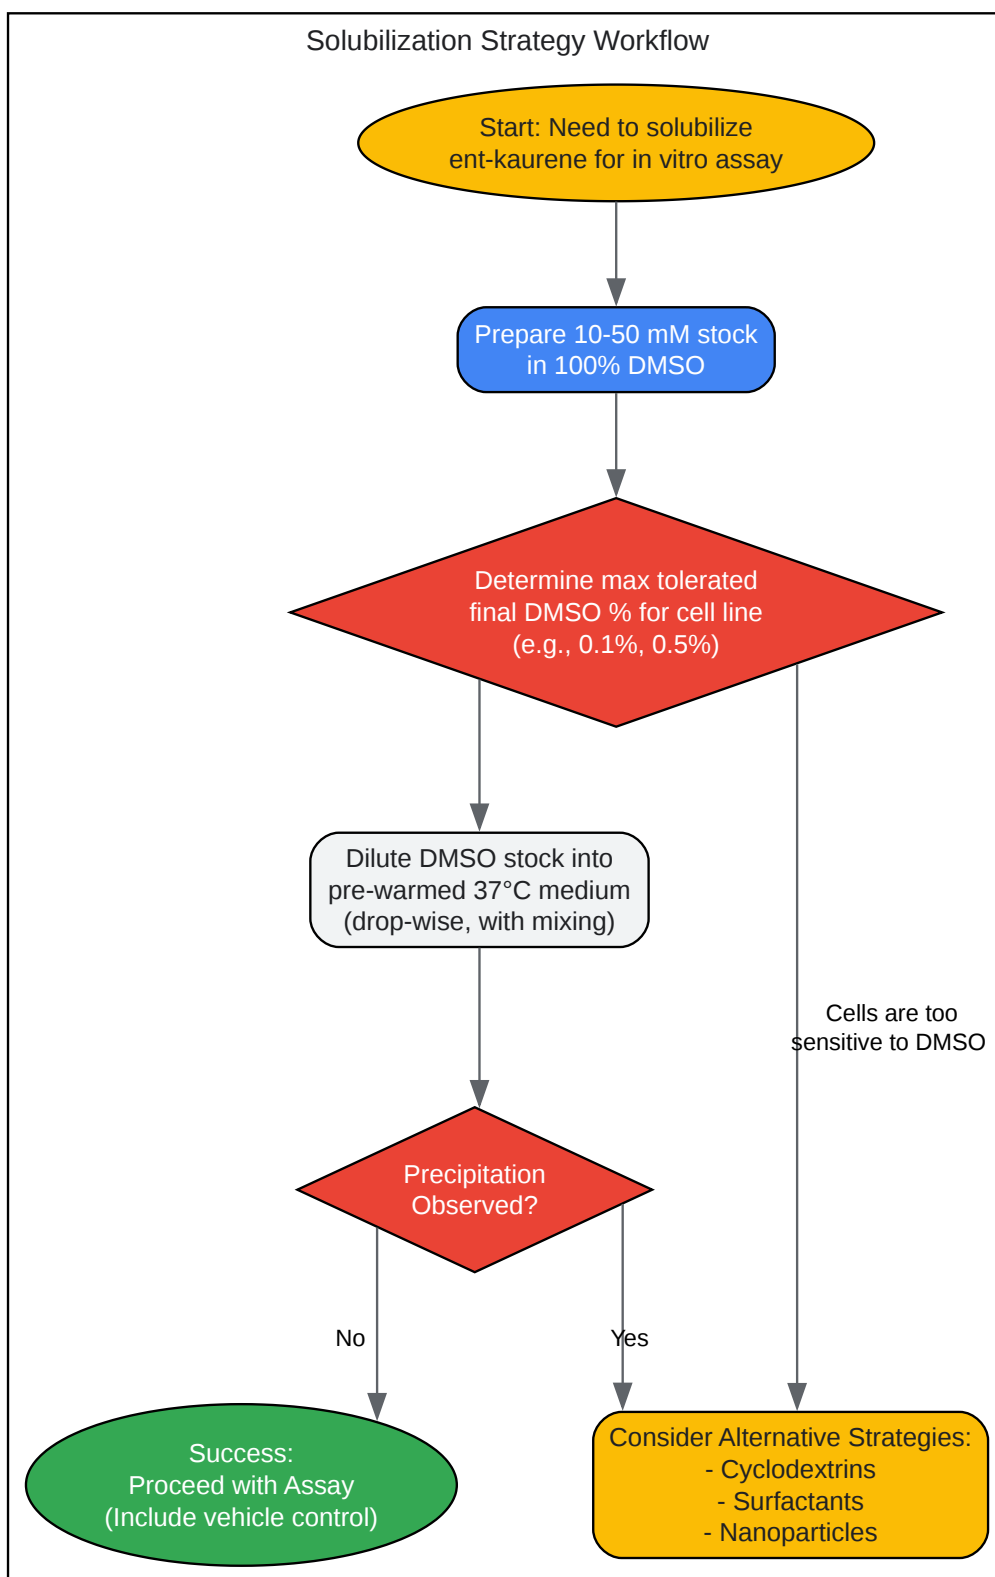 Solubilization Strategy Workflow
Start: Need to solubilize
ent-kaurene for in vitro assay
Prepare 10-50 mM stock
in 100% DMSO
Determine max tolerated
final DMSO % for cell line
(e.g., 0.1%, 0.5%)
Dilute DMSO stock into
pre-warmed 37°C medium
(drop-wise, with mixing)
Cells are too
sensitive to DMSO
Precipitation
Observed?
No
Yes
Success:
Proceed with Assay
(Include vehicle control)
Consider Alternative Strategies:
- Cyclodextrins
- Surfactants
- Nanoparticles